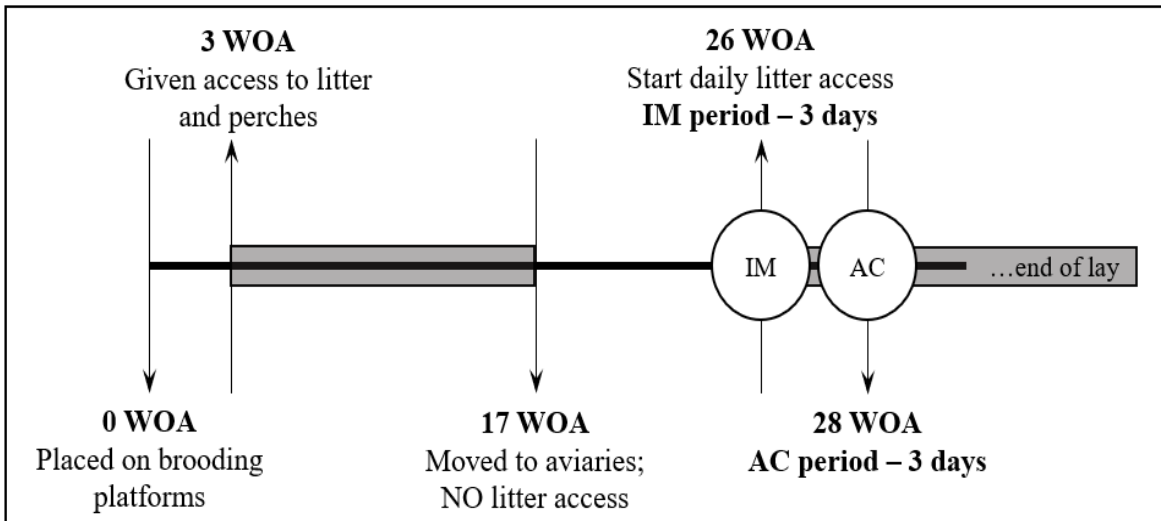 3 WOA
Given access to litter
and perches
26 WOA
Start daily litter access
IM period – 3 days
IM
AC
…end of lay
0 WOA
Placed on brooding
platforms
17 WOA
Moved to aviaries;
NO litter access
28 WOA
AC period – 3 days